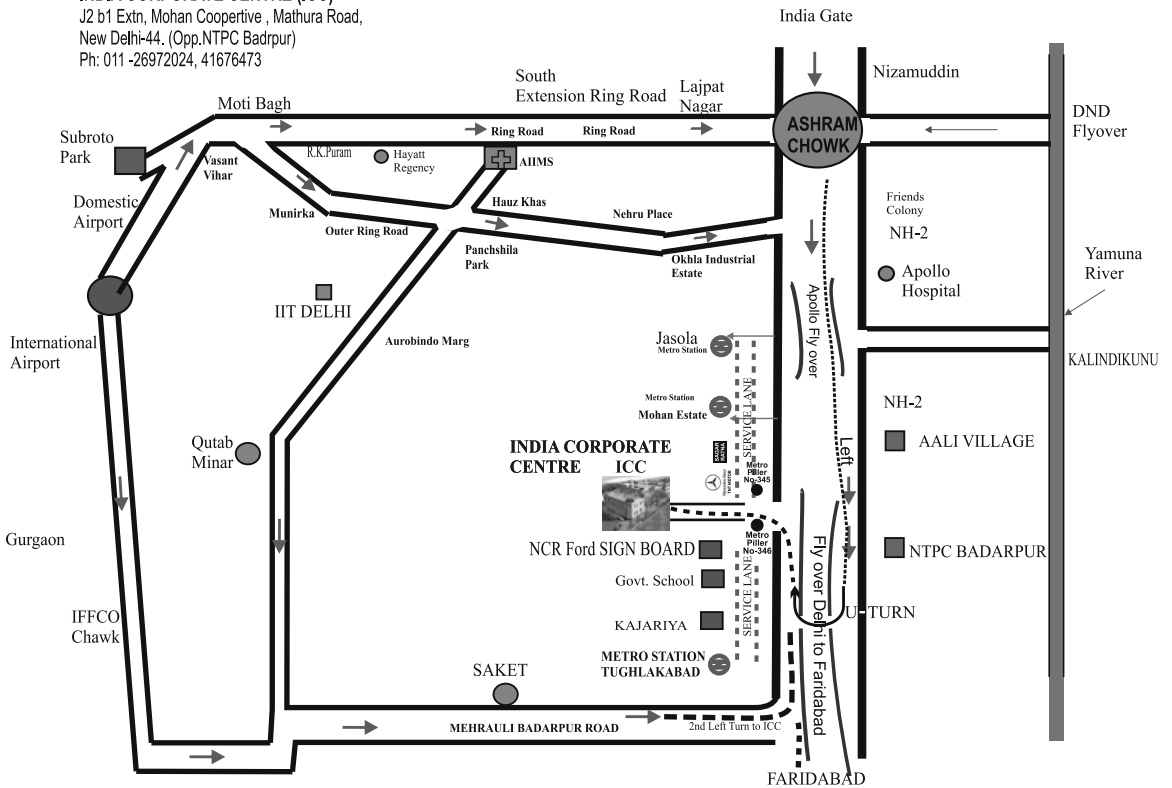 J2 b1 Extn, Mohan Coopertive , Mathura Road,
New Delhi-44. (Opp.NTPC Badrpur)
Ph: 011 -26972024, 41676473
India Gate
Nizamuddin
South
Extension Ring Road
Lajpat
Nagar
Moti Bagh
DND
Flyover
Subroto
Park
Ring Road
Ring Road
ASHRAM
CHOWK
Vasant
Vihar
R.K.Puram
Hayatt
Regency
AIIMS
Domestic
Airport
Munirka
Hauz Khas
Nehru Place
Friends
Colony
NH-2
Outer Ring Road
Panchshila
Park
Okhla Industrial
Estate
Yamuna
River
Apollo
Hospital
IIT DELHI
Apollo Fly over
International
Airport
Aurobindo Marg
Jasola
Metro Station
KALINDIKUNU
SERVICE LANE
Metro Station
Mohan Estate
NH-2
AALI VILLAGE
Left
Qutab
Minar
INDIA CORPORATE
CENTRE ICC
SAGAR
RATNA
Metro
Piller
No-345
Gurgaon
NCR Ford SIGN BOARD
Metro
Piller
No-346
NTPC BADARPUR
Govt. School
SERVICE LANE
Fly over Delhi to Faridabad
IFFCO
Chawk
KAJARIYA
U-TURN
METRO STATION
TUGHLAKABAD
SAKET
MEHRAULI BADARPUR ROAD
2nd Left Turn to ICC
FARIDABAD